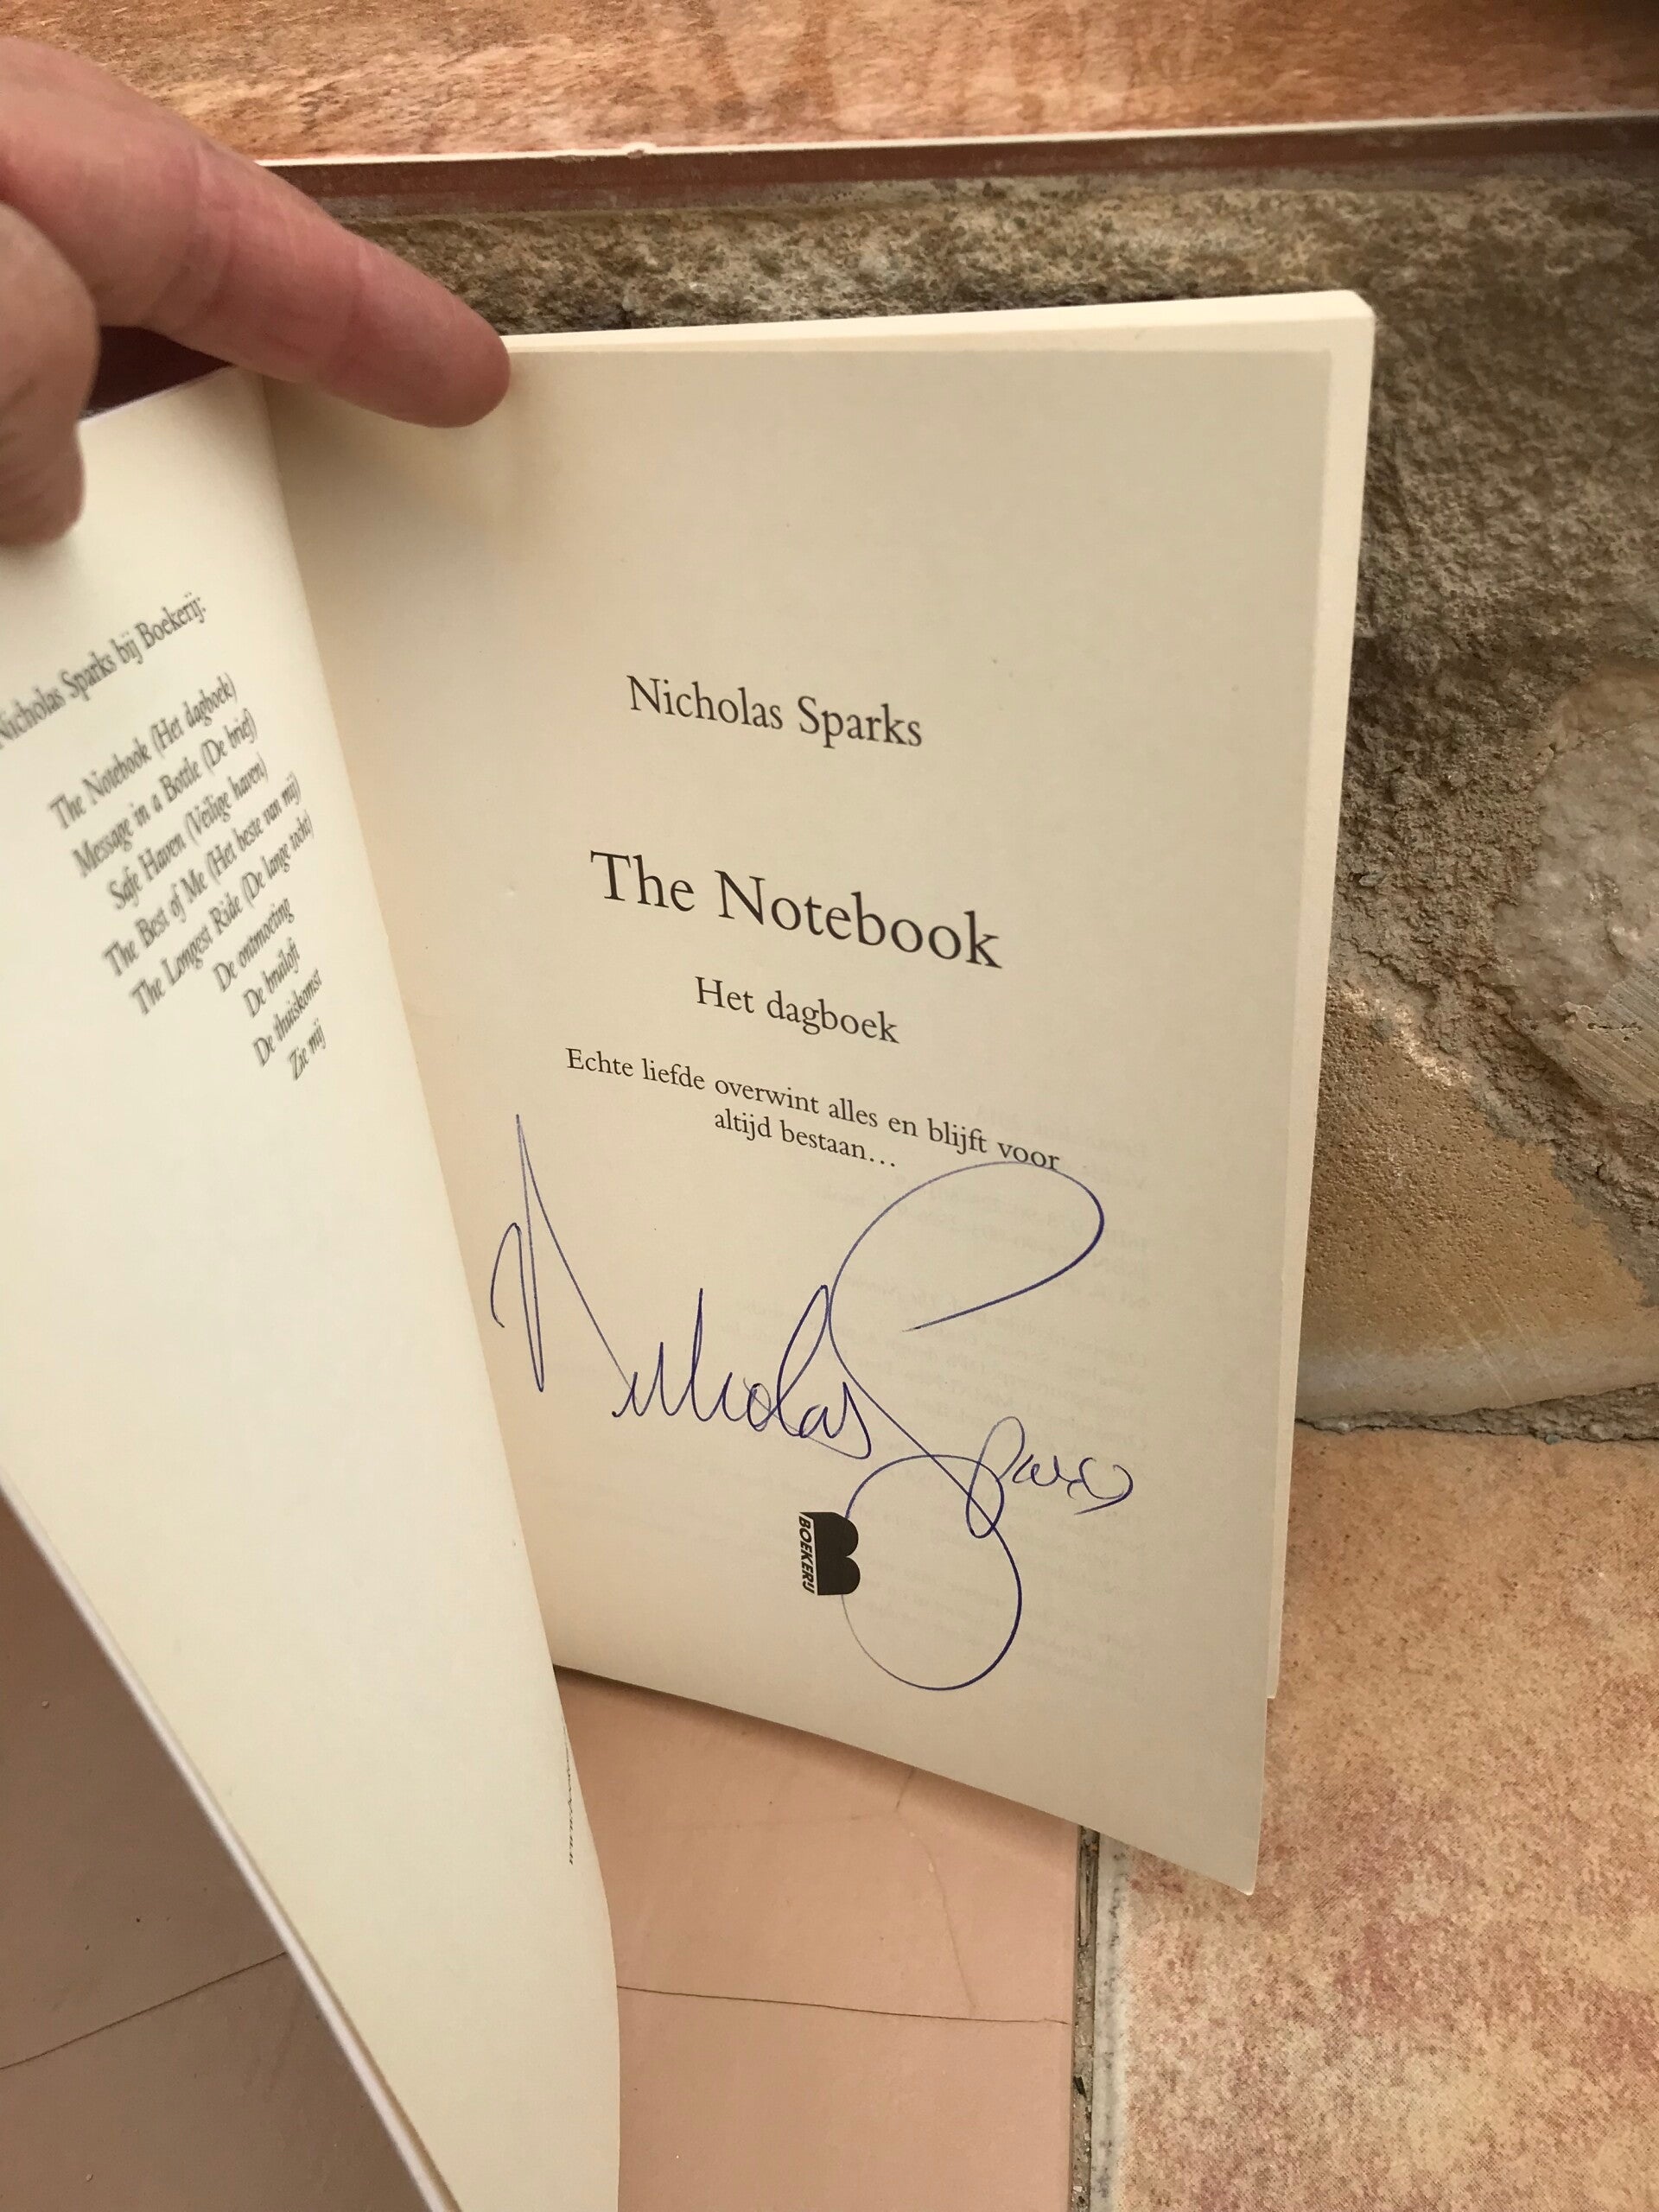 Nicholas Sparks bij Boekerij:
The Notebook (Het dagboek)
Message in a Bottle (De brief)
Safe Haven (Veilige haven)
The Best of Me (Het beste van mij)
The Longest Ride (De lange tocht)
De ontmoeting
De bruiloft
De thuiskomst
Zie mij
Nicholas Sparks
The Notebook
Het dagboek
Echte liefde overwint alles en blijft voor
altijd bestaan...
Nicholas Sparks
BOEKERIJ